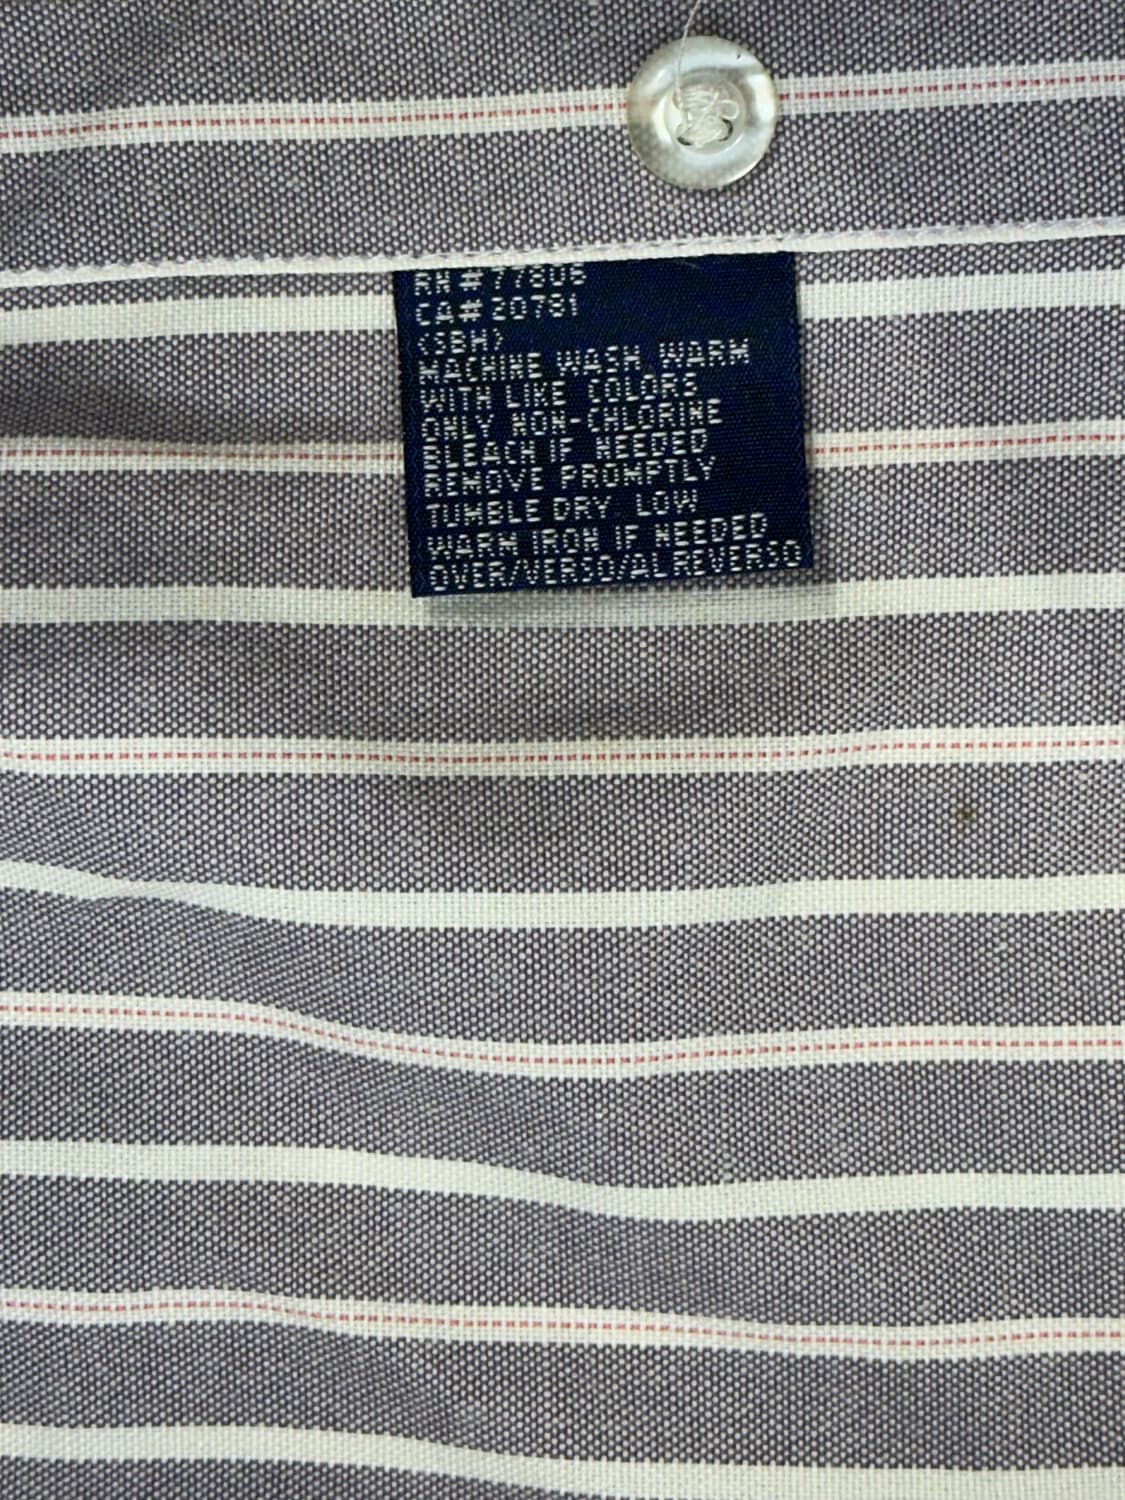 RN#77806
CA#20781
(SBH)
MACHINE WASH, WARM
WITH LIKE COLORS
ONLY NON-CHLORINE
BLEACH IF NEEDED
REMOVE PROMPTLY
TUMBLE DRY, LOW
WARM IRON IF NEEDED
OVER/VERSO/AL REVERSO